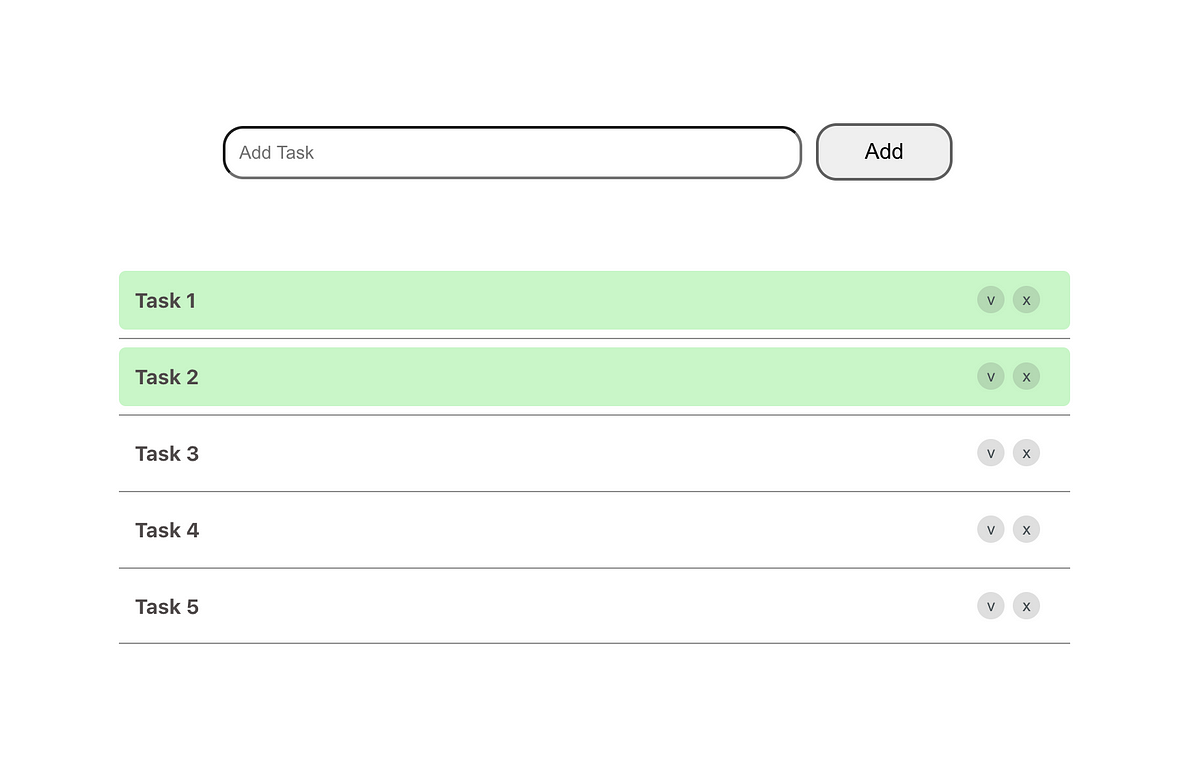 Add Task Add
Task 1 v x
Task 2 v x
Task 3 v x
Task 4 v x
Task 5 v x